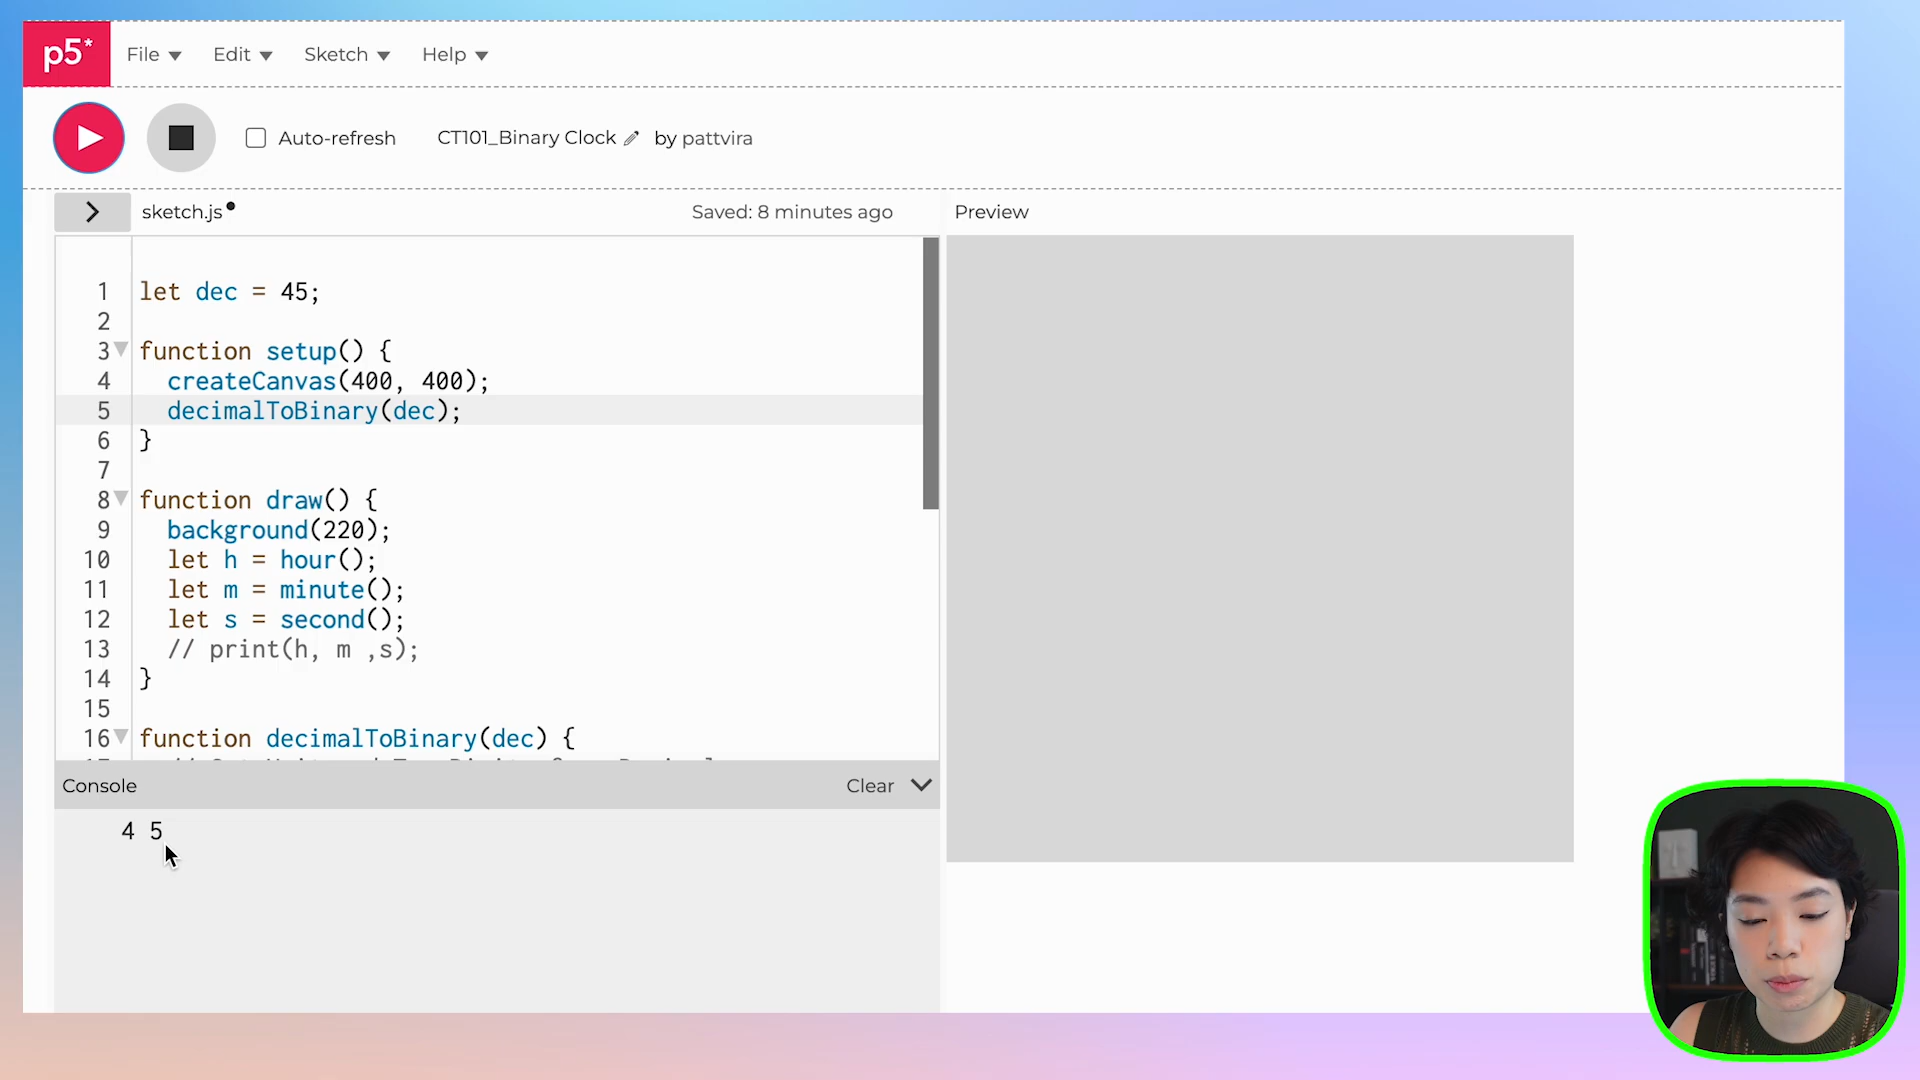 p5* File Edit Sketch Help
Auto-refresh CT101_Binary Clock by pattvira
sketch.js Saved: 8 minutes ago Preview
1 let dec = 45;
2
3 function setup() {
4 createCanvas(400, 400);
5 decimalToBinary(dec);
6 }
7
8 function draw() {
9 background(220);
10 let h = hour();
11 let m = minute();
12 let s = second();
13 // print(h, m ,s);
14 }
15
16 function decimalToBinary(dec) {
Console Clear
4 5